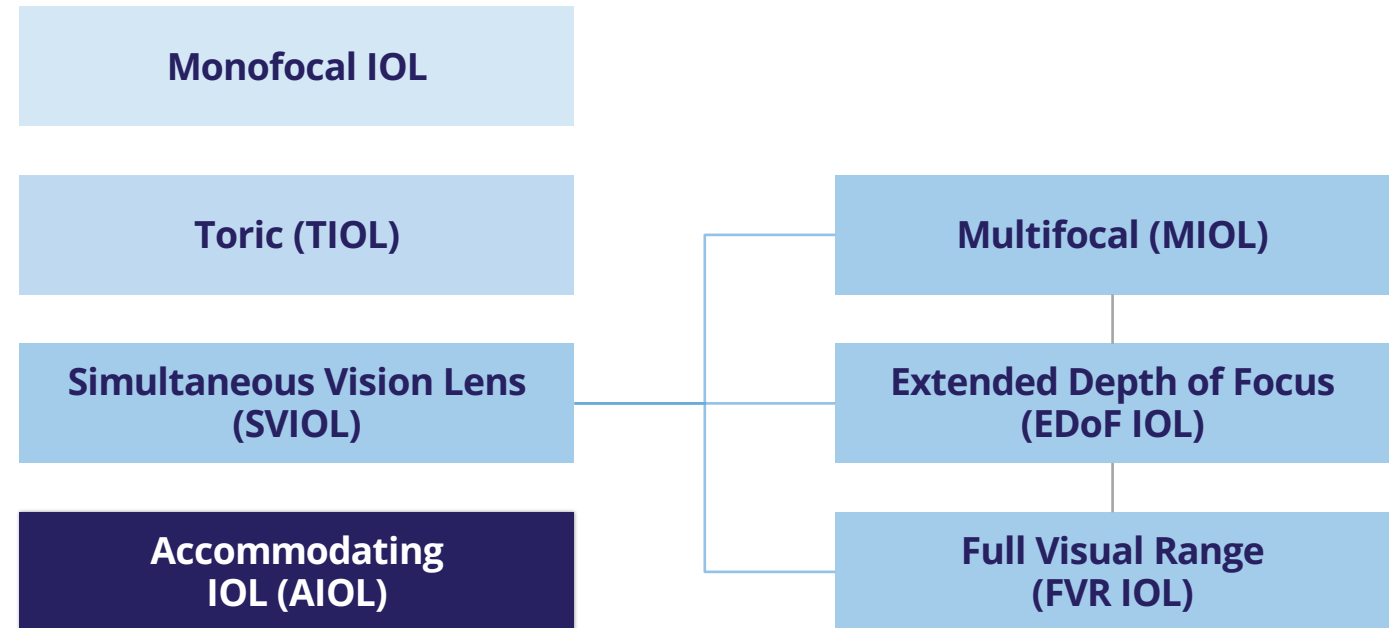 Monofocal IOL
Toric (TIOL)
Multifocal (MIOL)
Simultaneous Vision Lens
(SVIOL)
Extended Depth of Focus
(EDoF IOL)
Accommodating
IOL (AIOL)
Full Visual Range
(FVR IOL)